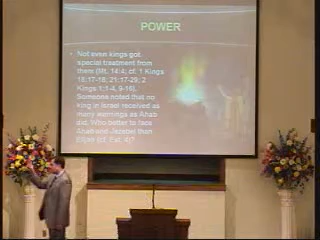 POWER
Not even kings got
special treatment from
them (Mt. 14:4; cf. 1 Kings
18:17-18; 21:17-29; 2
Kings 1:1-4, 9-16).
Someone noted that no
king in Israel received as
many warnings as Ahab
did. Who better to face
Ahab and Jezebel than
Elijah (cf. Est. 4)?